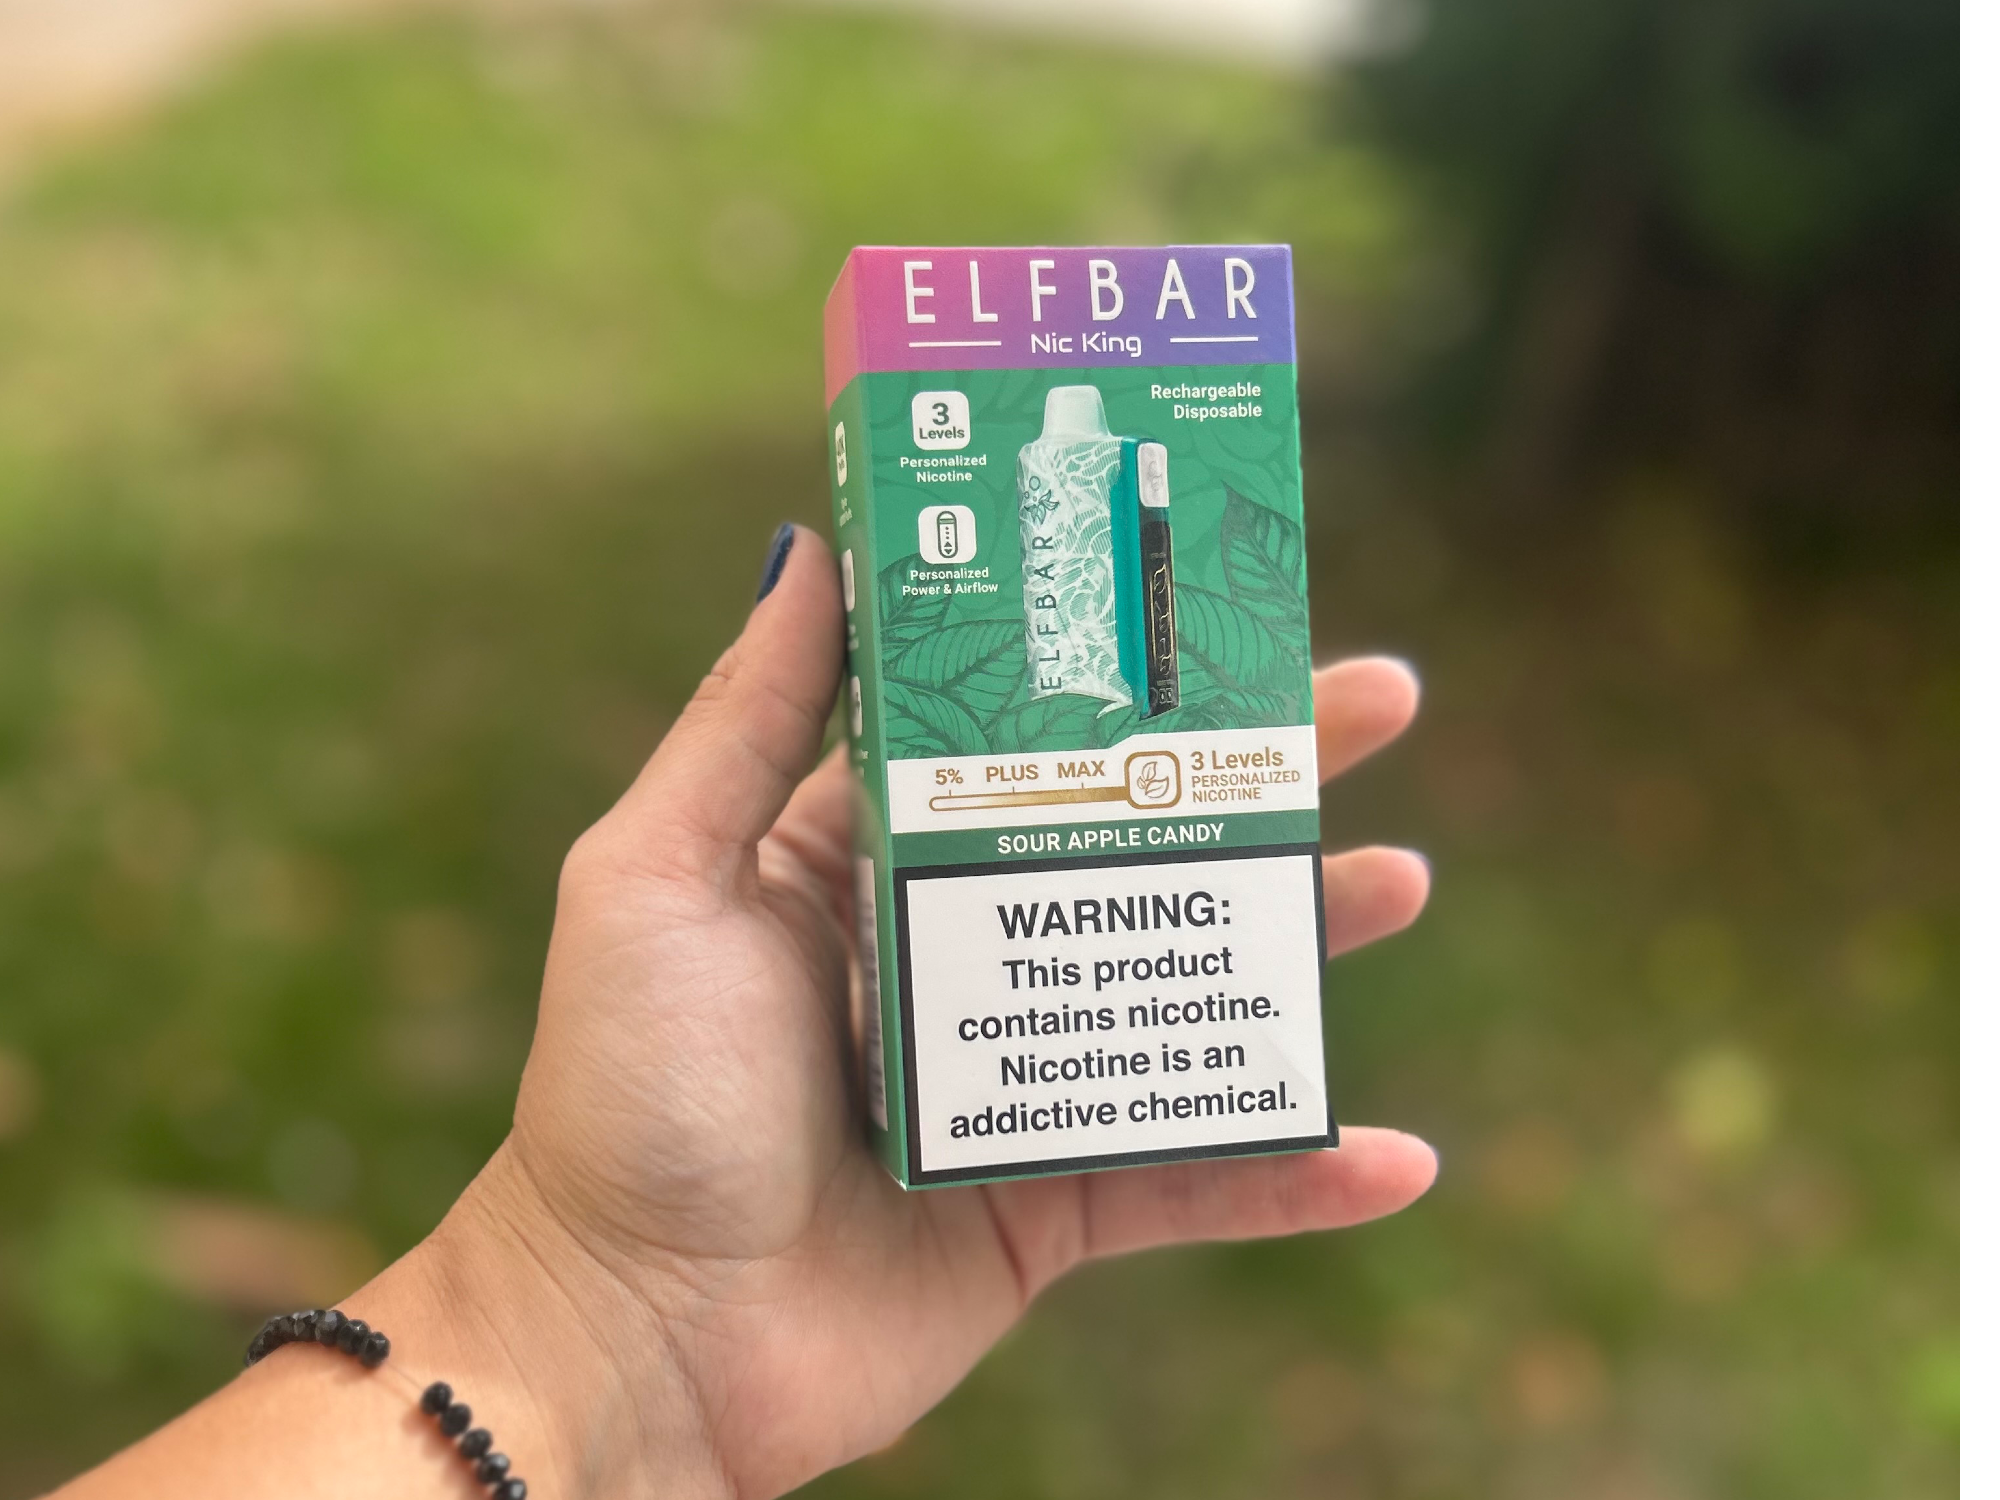 ELFBAR
Nic King
Rechargeable
Disposable
3
Levels
Personalized
Nicotine
Personalized
Power & Airflow
ELFBAR
5% PLUS MAX
3 Levels
PERSONALIZED
NICOTINE
SOUR APPLE CANDY
WARNING:
This product
contains nicotine.
Nicotine is an
addictive chemical.